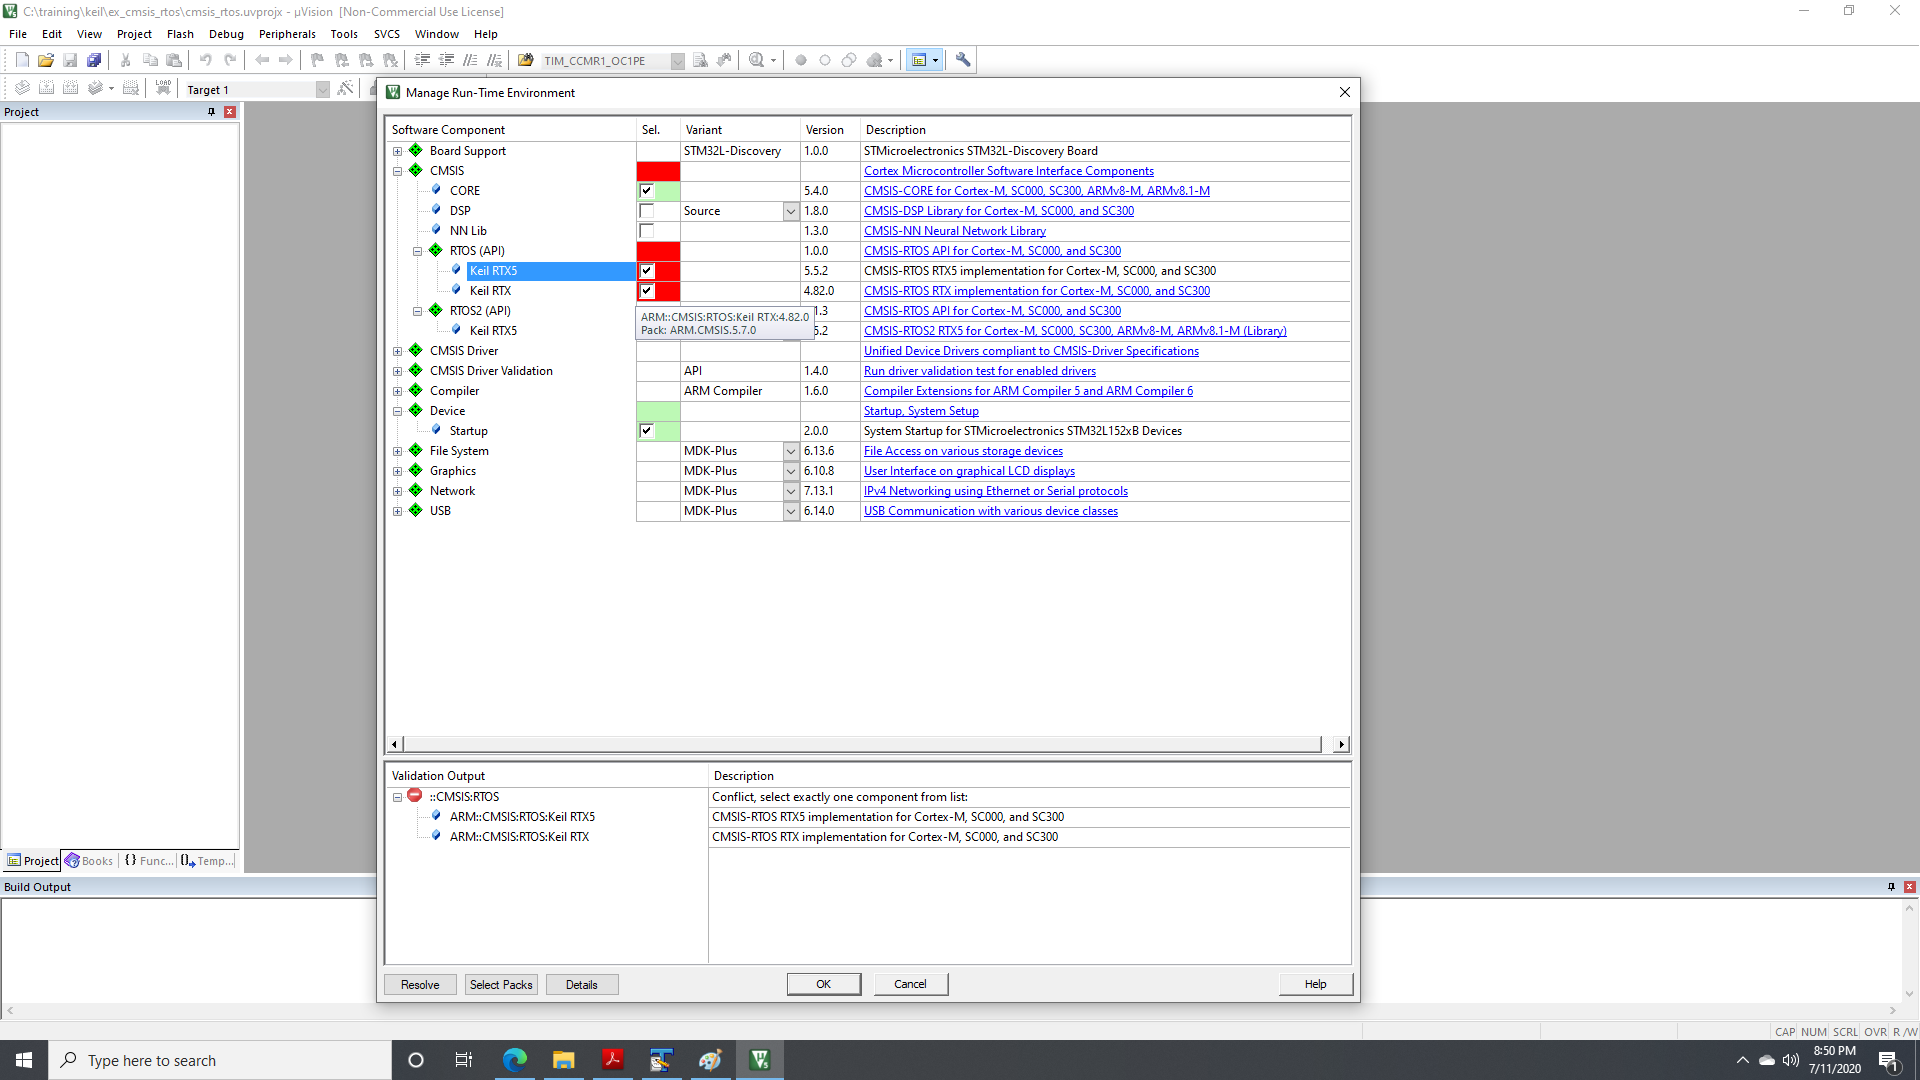 C:\training\keil\ex_cmsis_rtos\cmsis_rtos.uvprojx - µVision [Non-Commercial Use License]
File Edit View Project Flash Debug Peripherals Tools SVCS Window Help
TIM_CCMR1_OC1PE
LOAD Target 1
Project
Manage Run-Time Environment
Software Component Sel. Variant Version Description
Board Support STM32L-Discovery 1.0.0 STMicroelectronics STM32L-Discovery Board
CMSIS Cortex Microcontroller Software Interface Components
CORE 5.4.0 CMSIS-CORE for Cortex-M, SC000, SC300, ARMv8-M, ARMv8.1-M
DSP Source 1.8.0 CMSIS-DSP Library for Cortex-M, SC000, and SC300
NN Lib 1.3.0 CMSIS-NN Neural Network Library
RTOS (API) 1.0.0 CMSIS-RTOS API for Cortex-M, SC000, and SC300
Keil RTX5 5.5.2 CMSIS-RTOS RTX5 implementation for Cortex-M, SC000, and SC300
Keil RTX 4.82.0 CMSIS-RTOS RTX implementation for Cortex-M, SC000, and SC300
RTOS2 (API) 1.3 CMSIS-RTOS API for Cortex-M, SC000, and SC300
ARM::CMSIS:RTOS:Keil RTX:4.82.0
Pack: ARM.CMSIS.5.7.0
Keil RTX5 5.2 CMSIS-RTOS2 RTX5 for Cortex-M, SC000, SC300, ARMv8-M, ARMv8.1-M (Library)
CMSIS Driver Unified Device Drivers compliant to CMSIS-Driver Specifications
CMSIS Driver Validation API 1.4.0 Run driver validation test for enabled drivers
Compiler ARM Compiler 1.6.0 Compiler Extensions for ARM Compiler 5 and ARM Compiler 6
Device Startup, System Setup
Startup 2.0.0 System Startup for STMicroelectronics STM32L152xB Devices
File System MDK-Plus 6.13.6 File Access on various storage devices
Graphics MDK-Plus 6.10.8 User Interface on graphical LCD displays
Network MDK-Plus 7.13.1 IPv4 Networking using Ethernet or Serial protocols
USB MDK-Plus 6.14.0 USB Communication with various device classes
Validation Output Description
::CMSIS:RTOS Conflict, select exactly one component from list:
ARM::CMSIS:RTOS:Keil RTX5 CMSIS-RTOS RTX5 implementation for Cortex-M, SC000, and SC300
ARM::CMSIS:RTOS:Keil RTX CMSIS-RTOS RTX implementation for Cortex-M, SC000, and SC300
Resolve Select Packs Details OK Cancel Help
Project Books {} Func... Temp...
Build Output
CAP NUM SCRL OVR R/W
Type here to search
8:50 PM
7/11/2020
1